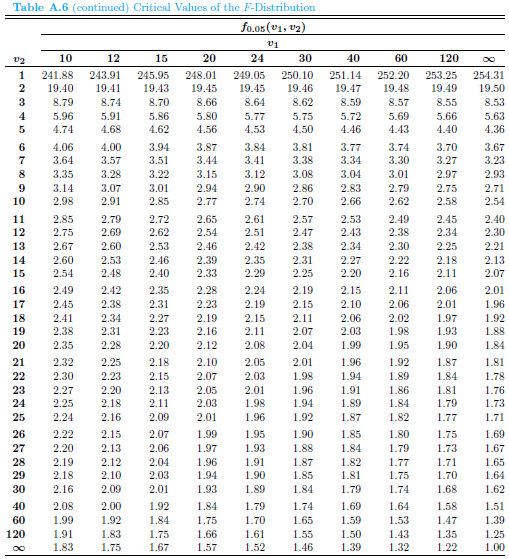 Table A.6 (continued) Critical Values of the F-Distribution
f0.05(v1, v2)
v1
v2 10 12 15 20 24 30 40 60 120 ∞
1 241.88 243.91 245.95 248.01 249.05 250.10 251.14 252.20 253.25 254.31
2 19.40 19.41 19.43 19.45 19.45 19.46 19.47 19.48 19.49 19.50
3 8.79 8.74 8.70 8.66 8.64 8.62 8.59 8.57 8.55 8.53
4 5.96 5.91 5.86 5.80 5.77 5.75 5.72 5.69 5.66 5.63
5 4.74 4.68 4.62 4.56 4.53 4.50 4.46 4.43 4.40 4.36
6 4.06 4.00 3.94 3.87 3.84 3.81 3.77 3.74 3.70 3.67
7 3.64 3.57 3.51 3.44 3.41 3.38 3.34 3.30 3.27 3.23
8 3.35 3.28 3.22 3.15 3.12 3.08 3.04 3.01 2.97 2.93
9 3.14 3.07 3.01 2.94 2.90 2.86 2.83 2.79 2.75 2.71
10 2.98 2.91 2.85 2.77 2.74 2.70 2.66 2.62 2.58 2.54
11 2.85 2.79 2.72 2.65 2.61 2.57 2.53 2.49 2.45 2.40
12 2.75 2.69 2.62 2.54 2.51 2.47 2.43 2.38 2.34 2.30
13 2.67 2.60 2.53 2.46 2.42 2.38 2.34 2.30 2.25 2.21
14 2.60 2.53 2.46 2.39 2.35 2.31 2.27 2.22 2.18 2.13
15 2.54 2.48 2.40 2.33 2.29 2.25 2.20 2.16 2.11 2.07
16 2.49 2.42 2.35 2.28 2.24 2.19 2.15 2.11 2.06 2.01
17 2.45 2.38 2.31 2.23 2.19 2.15 2.10 2.06 2.01 1.96
18 2.41 2.34 2.27 2.19 2.15 2.11 2.06 2.02 1.97 1.92
19 2.38 2.31 2.23 2.16 2.11 2.07 2.03 1.98 1.93 1.88
20 2.35 2.28 2.20 2.12 2.08 2.04 1.99 1.95 1.90 1.84
21 2.32 2.25 2.18 2.10 2.05 2.01 1.96 1.92 1.87 1.81
22 2.30 2.23 2.15 2.07 2.03 1.98 1.94 1.89 1.84 1.78
23 2.27 2.20 2.13 2.05 2.01 1.96 1.91 1.86 1.81 1.76
24 2.25 2.18 2.11 2.03 1.98 1.94 1.89 1.84 1.79 1.73
25 2.24 2.16 2.09 2.01 1.96 1.92 1.87 1.82 1.77 1.71
26 2.22 2.15 2.07 1.99 1.95 1.90 1.85 1.80 1.75 1.69
27 2.20 2.13 2.06 1.97 1.93 1.88 1.84 1.79 1.73 1.67
28 2.19 2.12 2.04 1.96 1.91 1.87 1.82 1.77 1.71 1.65
29 2.18 2.10 2.03 1.94 1.90 1.85 1.81 1.75 1.70 1.64
30 2.16 2.09 2.01 1.93 1.89 1.84 1.79 1.74 1.68 1.62
40 2.08 2.00 1.92 1.84 1.79 1.74 1.69 1.64 1.58 1.51
60 1.99 1.92 1.84 1.75 1.70 1.65 1.59 1.53 1.47 1.39
120 1.91 1.83 1.75 1.66 1.61 1.55 1.50 1.43 1.35 1.25
∞ 1.83 1.75 1.67 1.57 1.52 1.46 1.39 1.32 1.22 1.00